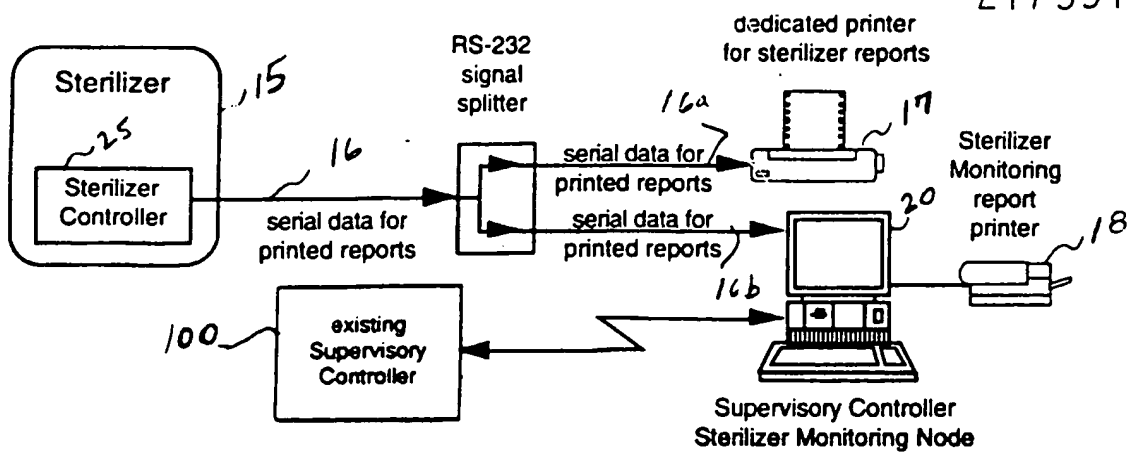 dedicated printer
for sterilizer reports
RS-232
signal
splitter
Sterilizer
15
25
Sterilizer
Controller
16
serial data for
printed reports
16a
serial data for
printed reports
17
serial data for
printed reports
16b
20
Sterilizer
Monitoring
report
printer
18
100
existing
Supervisory
Controller
Supervisory Controller
Sterilizer Monitoring Node